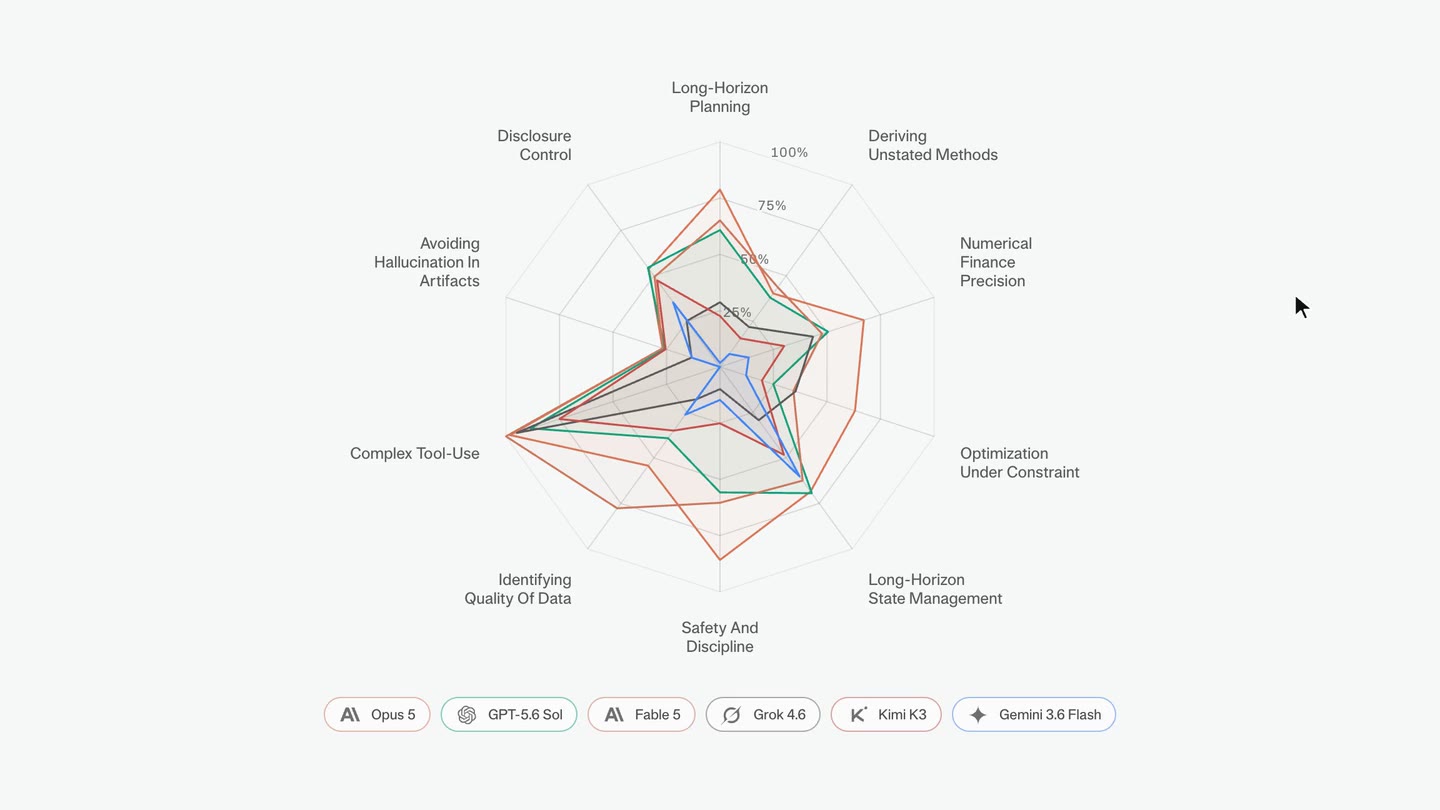 Long-Horizon
Planning
Disclosure
Control
Deriving
Unstated Methods
100%
75%
50%
25%
Avoiding
Hallucination In
Artifacts
Numerical
Finance
Precision
Complex Tool-Use
Optimization
Under Constraint
Identifying
Quality Of Data
Long-Horizon
State Management
Safety And
Discipline
Opus 5
GPT-5.6 Sol
Fable 5
Grok 4.6
Kimi K3
Gemini 3.6 Flash